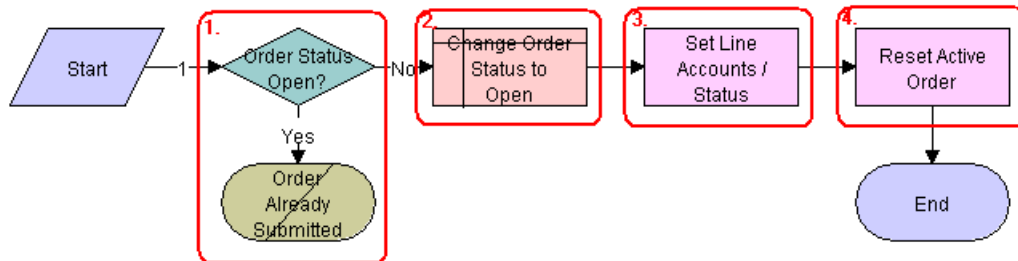 Start
1
1.
Order Status
Open?
No
Yes
Order
Already
Submitted
2.
Change Order
Status to
Open
3.
Set Line
Accounts /
Status
4.
Reset Active
Order
End